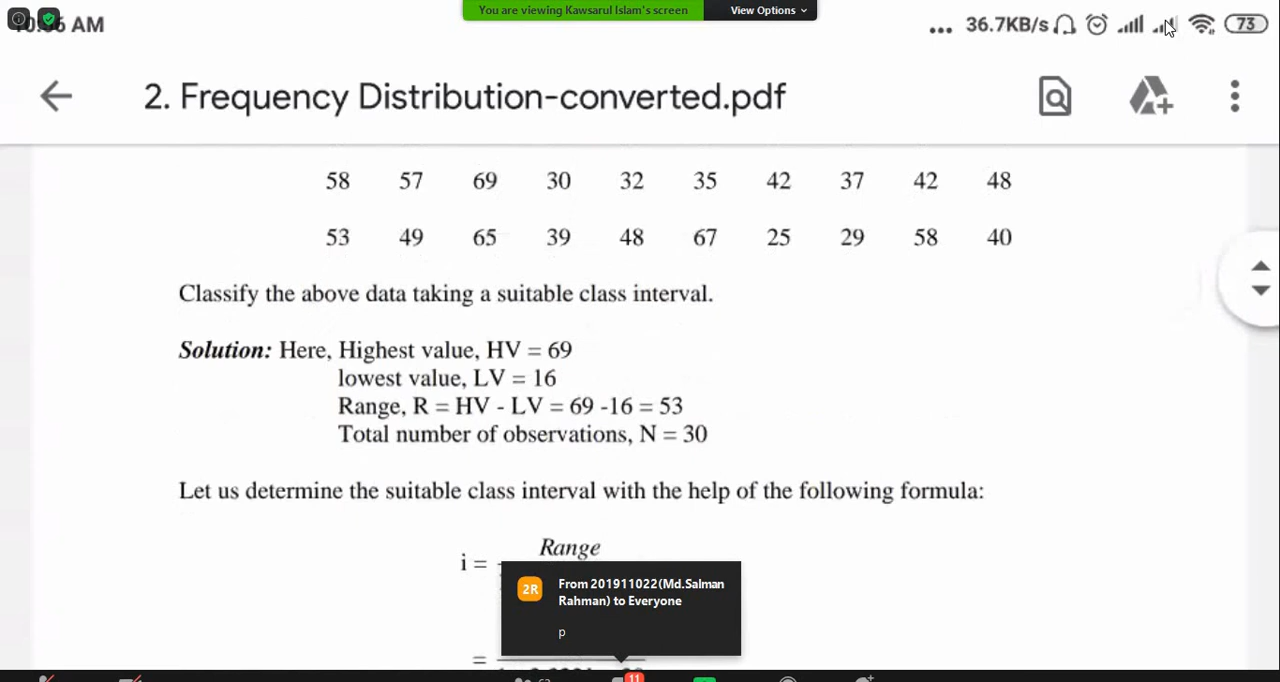 You are viewing Kawsarul Islam's screen
View Options
AM
36.7KB/s
73
2. Frequency Distribution-converted.pdf
58 57 69 30 32 35 42 37 42 48
53 49 65 39 48 67 25 29 58 40
Classify the above data taking a suitable class interval.
Solution: Here, Highest value, HV = 69
lowest value, LV = 16
Range, R = HV - LV = 69 -16 = 53
Total number of observations, N = 30
Let us determine the suitable class interval with the help of the following formula:
Range
i =
2R
From 201911022(Md.Salman
Rahman) to Everyone
p
=
11